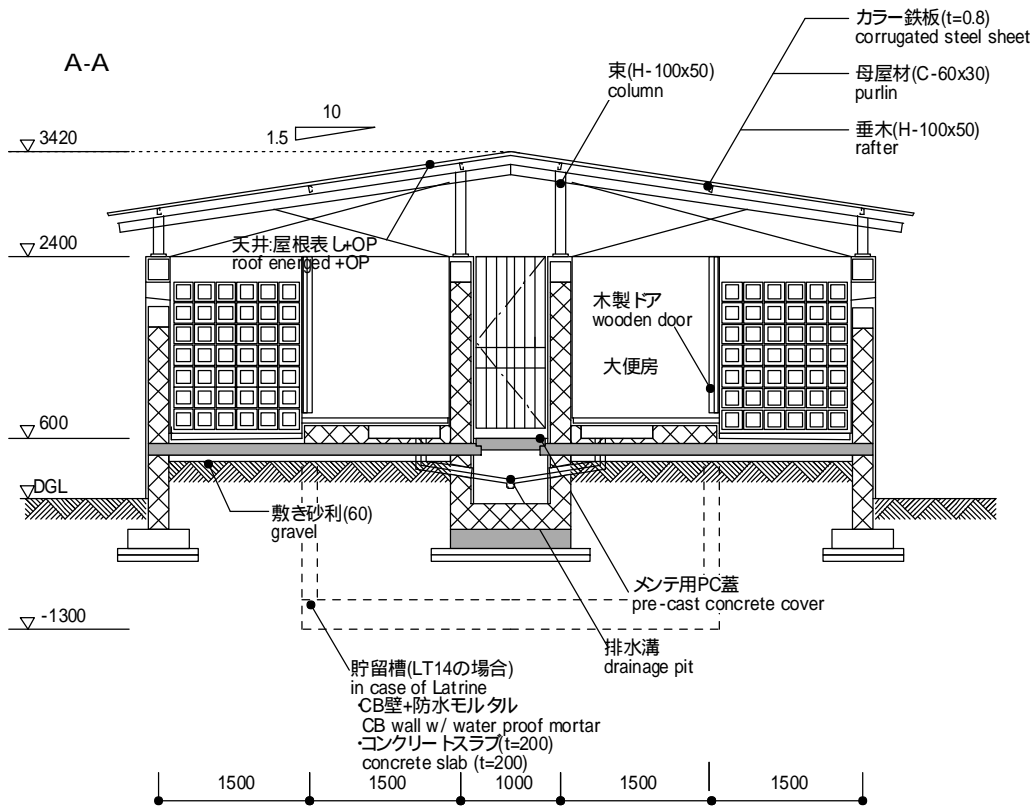 A-A
カラー鉄板(t=0.8)
corrugated steel sheet
束(H-100x50)
column
母屋材(C-60x30)
purlin
垂木(H-100x50)
rafter
10
1.5
3420
2400
天井:屋根表し+OP
roof energed +OP
木製ドア
wooden door
大便房
600
DGL
敷き砂利(60)
gravel
メンテ用PC蓋
pre-cast concrete cover
-1300
排水溝
drainage pit
貯留槽(LT14の場合)
in case of Latrine
・CB壁+防水モルタル
CB wall w/ water proof mortar
・コンクリートスラブ(t=200)
concrete slab (t=200)
1500
1500
1000
1500
1500